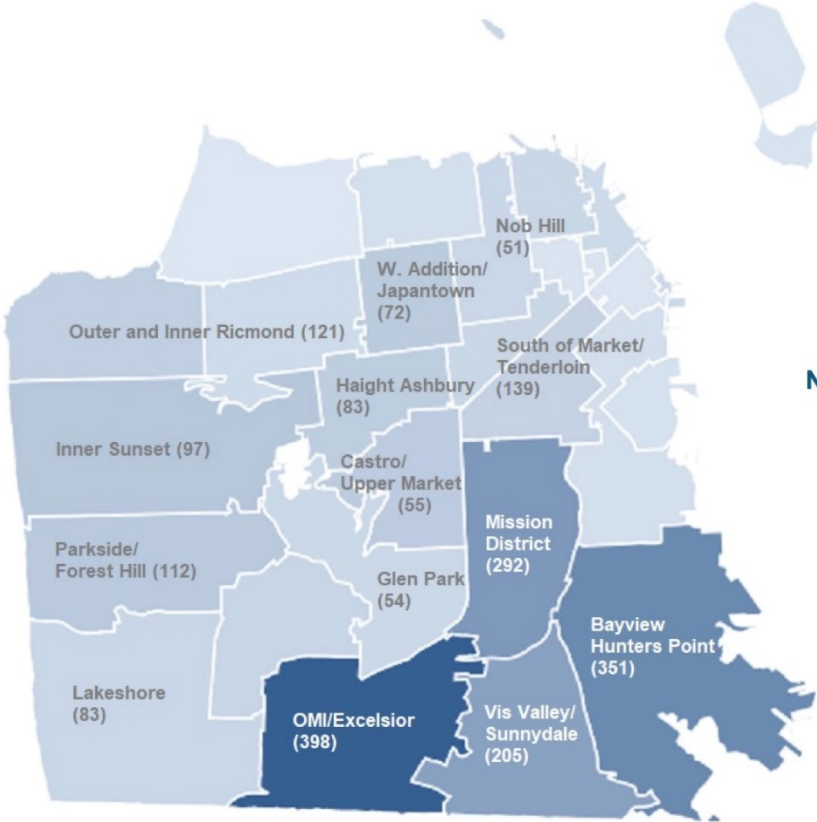 Nob Hill
(51)
W. Addition/
Japantown
(72)
Outer and Inner Ricmond (121)
South of Market/
Tenderloin
(139)
Haight Ashbury
(83)
N
Inner Sunset (97)
Castro/
Upper Market
(55)
Mission
District
(292)
Parkside/
Forest Hill (112)
Glen Park
(54)
Bayview
Hunters Point
(351)
Lakeshore
(83)
OMI/Excelsior
(398)
Vis Valley/
Sunnydale
(205)